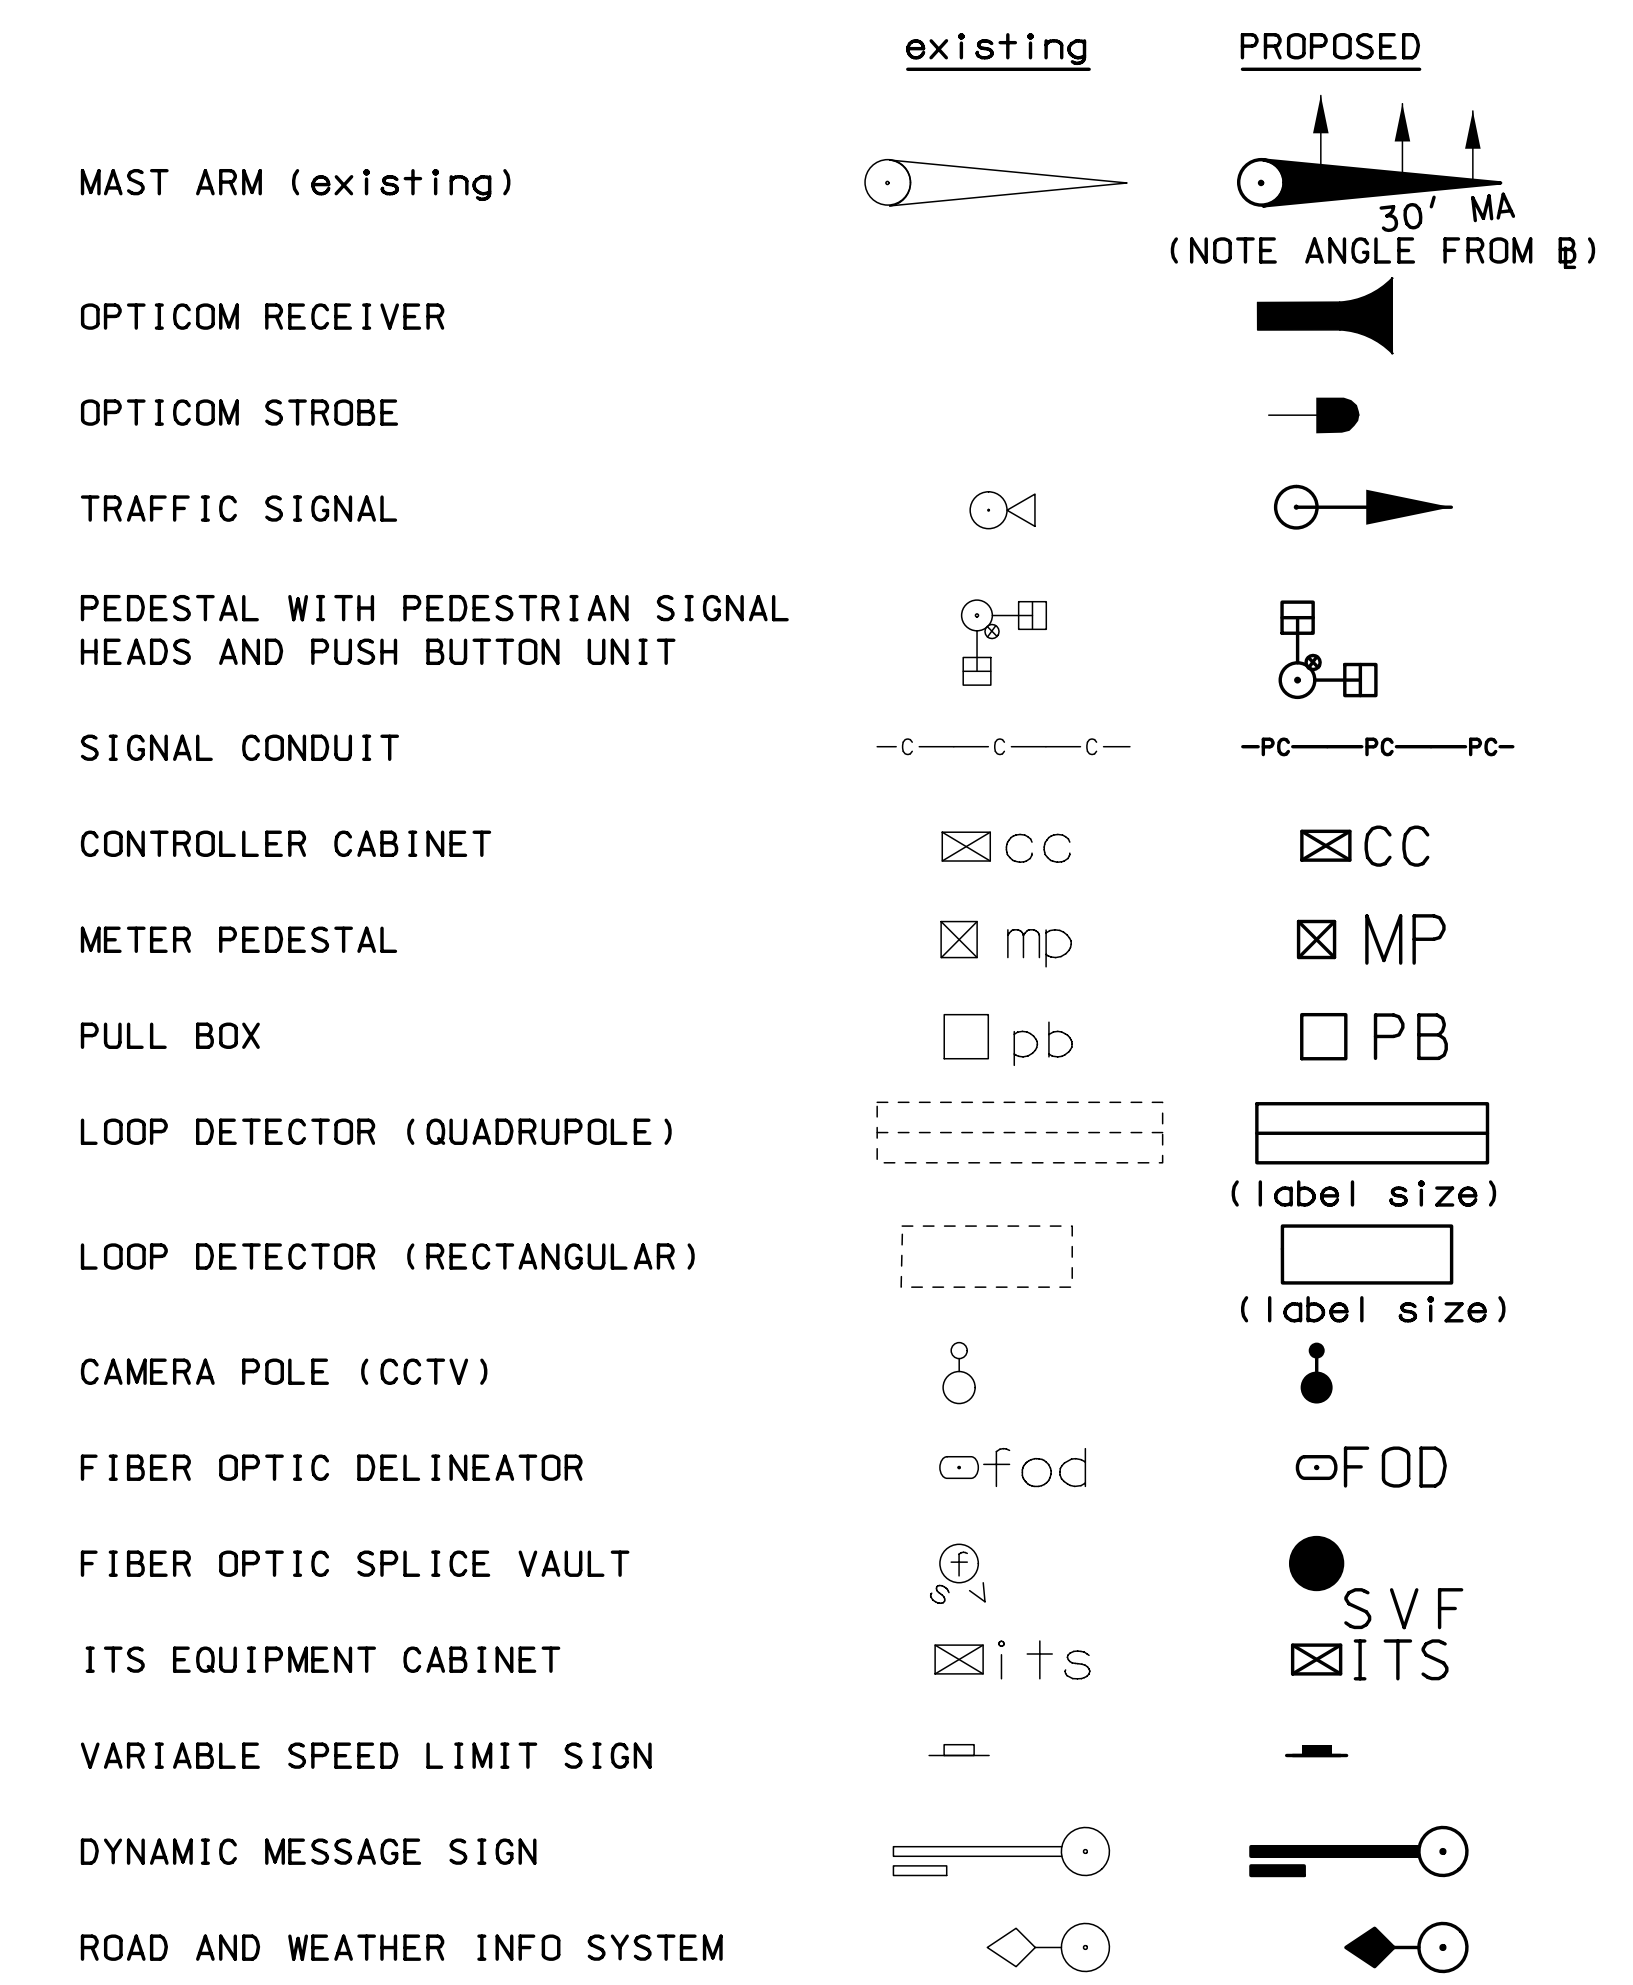 existing PROPOSED
MAST ARM (existing)
30' MA
(NOTE ANGLE FROM BL)
OPTICOM RECEIVER
OPTICOM STROBE
TRAFFIC SIGNAL
PEDESTAL WITH PEDESTRIAN SIGNAL
HEADS AND PUSH BUTTON UNIT
SIGNAL CONDUIT C C C PC PC PC
CONTROLLER CABINET cc CC
METER PEDESTAL mp MP
PULL BOX pb PB
LOOP DETECTOR (QUADRUPOLE)
(label size)
LOOP DETECTOR (RECTANGULAR)
(label size)
CAMERA POLE (CCTV)
FIBER OPTIC DELINEATOR fod FOD
FIBER OPTIC SPLICE VAULT f
s v SVF
ITS EQUIPMENT CABINET its ITS
VARIABLE SPEED LIMIT SIGN
DYNAMIC MESSAGE SIGN
ROAD AND WEATHER INFO SYSTEM